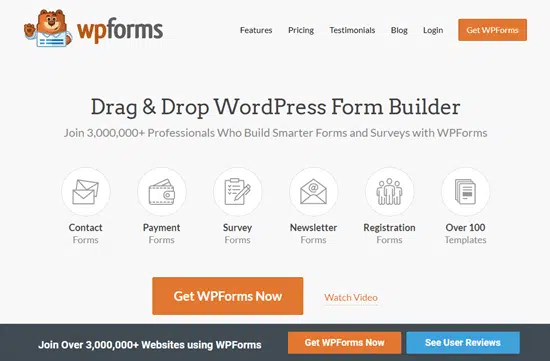 wpforms
Features Pricing Testimonials Blog Login Get WPForms
Drag & Drop WordPress Form Builder
Join 3,000,000+ Professionals Who Build Smarter Forms and Surveys with WPForms
Contact Payment Survey Newsletter Registration Over 100
Forms Forms Forms Forms Forms Templates
Get WPForms Now Watch Video
Join Over 3,000,000+ Websites using WPForms Get WPForms Now See User Reviews